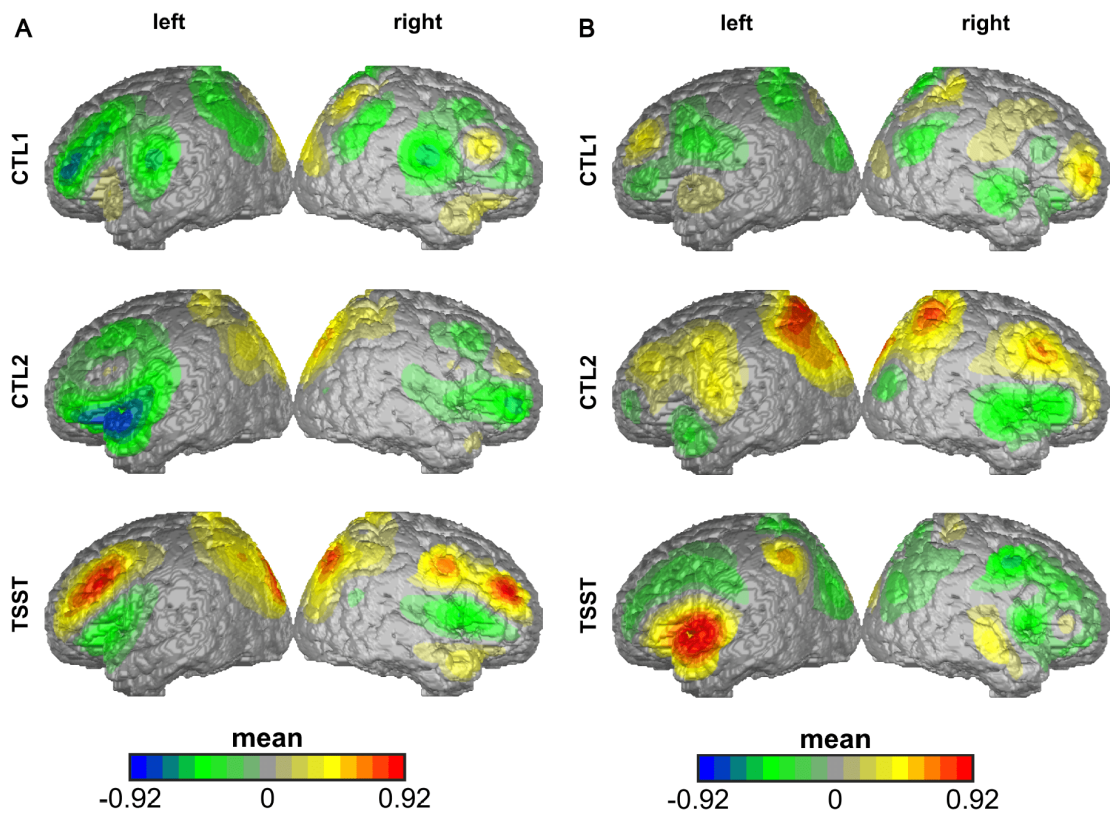 A left right
CTL1
CTL2
TSST
mean
-0.92 0 0.92
B left right
CTL1
CTL2
TSST
mean
-0.92 0 0.92